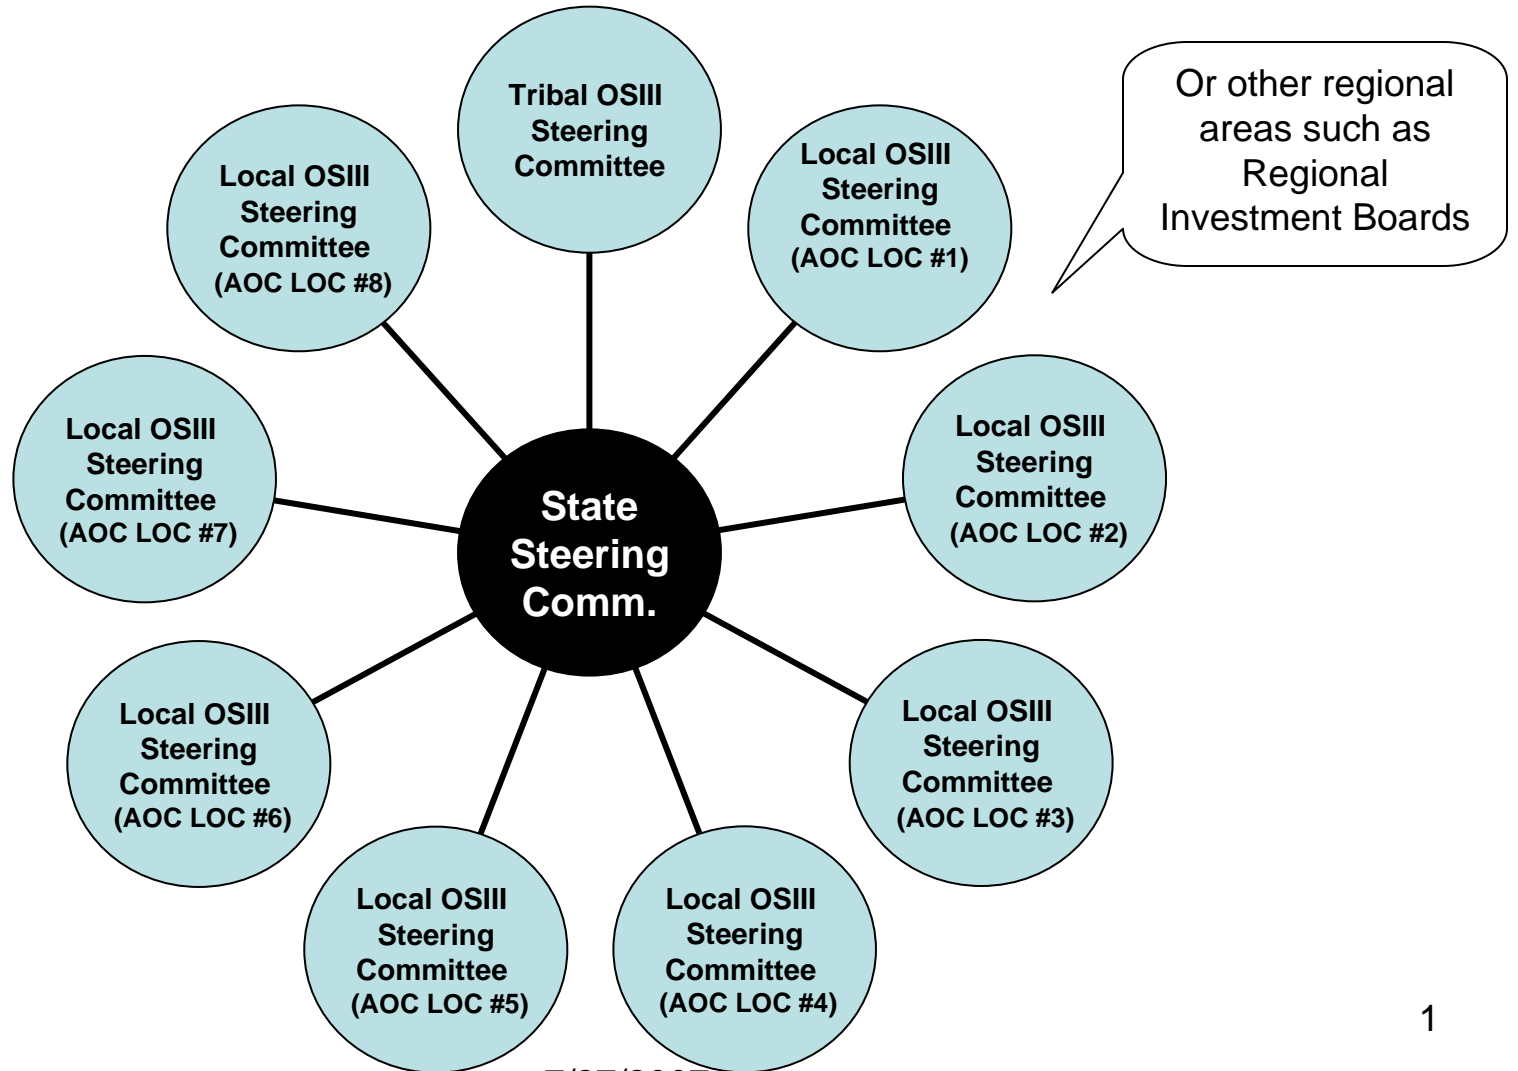 Tribal OSIII
Steering
Committee
Local OSIII
Steering
Committee
(AOC LOC #1)
Or other regional
areas such as
Regional
Investment Boards
Local OSIII
Steering
Committee
(AOC LOC #8)
Local OSIII
Steering
Committee
(AOC LOC #7)
State
Steering
Comm.
Local OSIII
Steering
Committee
(AOC LOC #2)
Local OSIII
Steering
Committee
(AOC LOC #6)
Local OSIII
Steering
Committee
(AOC LOC #3)
Local OSIII
Steering
Committee
(AOC LOC #5)
Local OSIII
Steering
Committee
(AOC LOC #4)
1